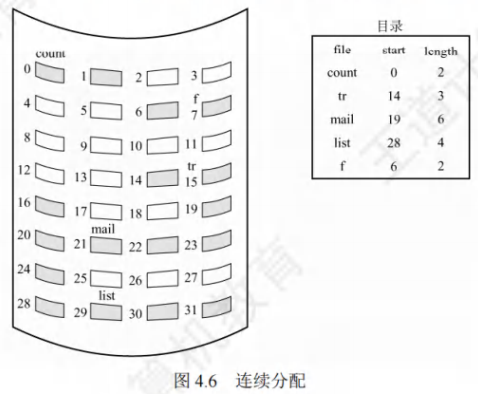 目录
file start length
count 0 2
tr 14 3
mail 19 6
list 28 4
f 6 2
count
0 1 2 3
f
4 5 6 7
8 9 10 11
tr
12 13 14 15
16 17 18 19
mail
20 21 22 23
24 25 26 27
list
28 29 30 31
图 4.6 连续分配